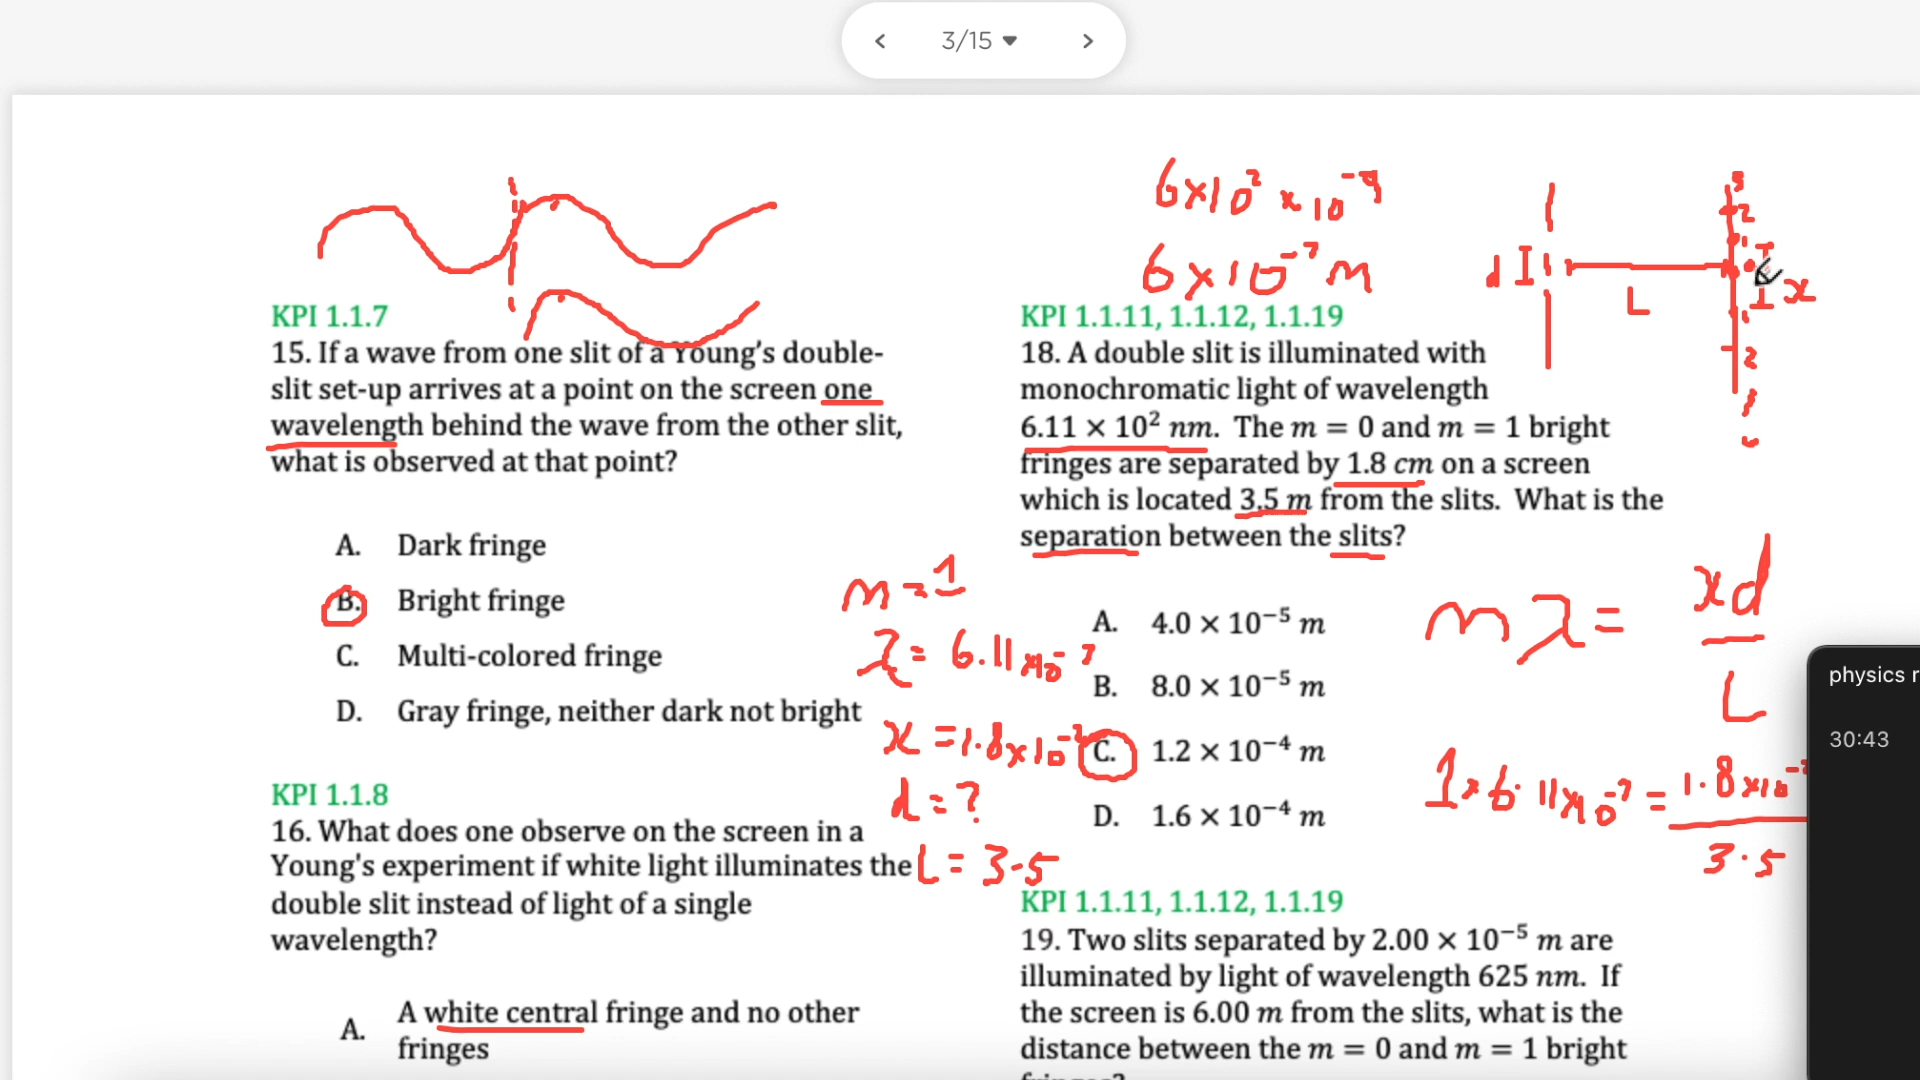 3/15
6×10² × 10⁻⁹
6×10⁻⁷ m
d
L
x
3
2
1
0
1
2
KPI 1.1.7
15. If a wave from one slit of a Young's double-
slit set-up arrives at a point on the screen one
wavelength behind the wave from the other slit,
what is observed at that point?
A. Dark fringe
B. Bright fringe
C. Multi-colored fringe
D. Gray fringe, neither dark not bright
KPI 1.1.8
16. What does one observe on the screen in a
Young's experiment if white light illuminates the
double slit instead of light of a single
wavelength?
A. A white central fringe and no other
fringes
m = 1
λ = 6.11×10⁻⁷
x = 1.8×10⁻²
d = ?
L = 3.5
KPI 1.1.11, 1.1.12, 1.1.19
18. A double slit is illuminated with
monochromatic light of wavelength
6.11 × 10² nm. The m = 0 and m = 1 bright
fringes are separated by 1.8 cm on a screen
which is located 3.5 m from the slits. What is the
separation between the slits?
A. 4.0 × 10⁻⁵ m
B. 8.0 × 10⁻⁵ m
C. 1.2 × 10⁻⁴ m
D. 1.6 × 10⁻⁴ m
mλ = xd
L
1×6.11×10⁻⁷ = 1.8×10
3.5
KPI 1.1.11, 1.1.12, 1.1.19
19. Two slits separated by 2.00 × 10⁻⁵ m are
illuminated by light of wavelength 625 nm. If
the screen is 6.00 m from the slits, what is the
distance between the m = 0 and m = 1 bright
physics r
30:43